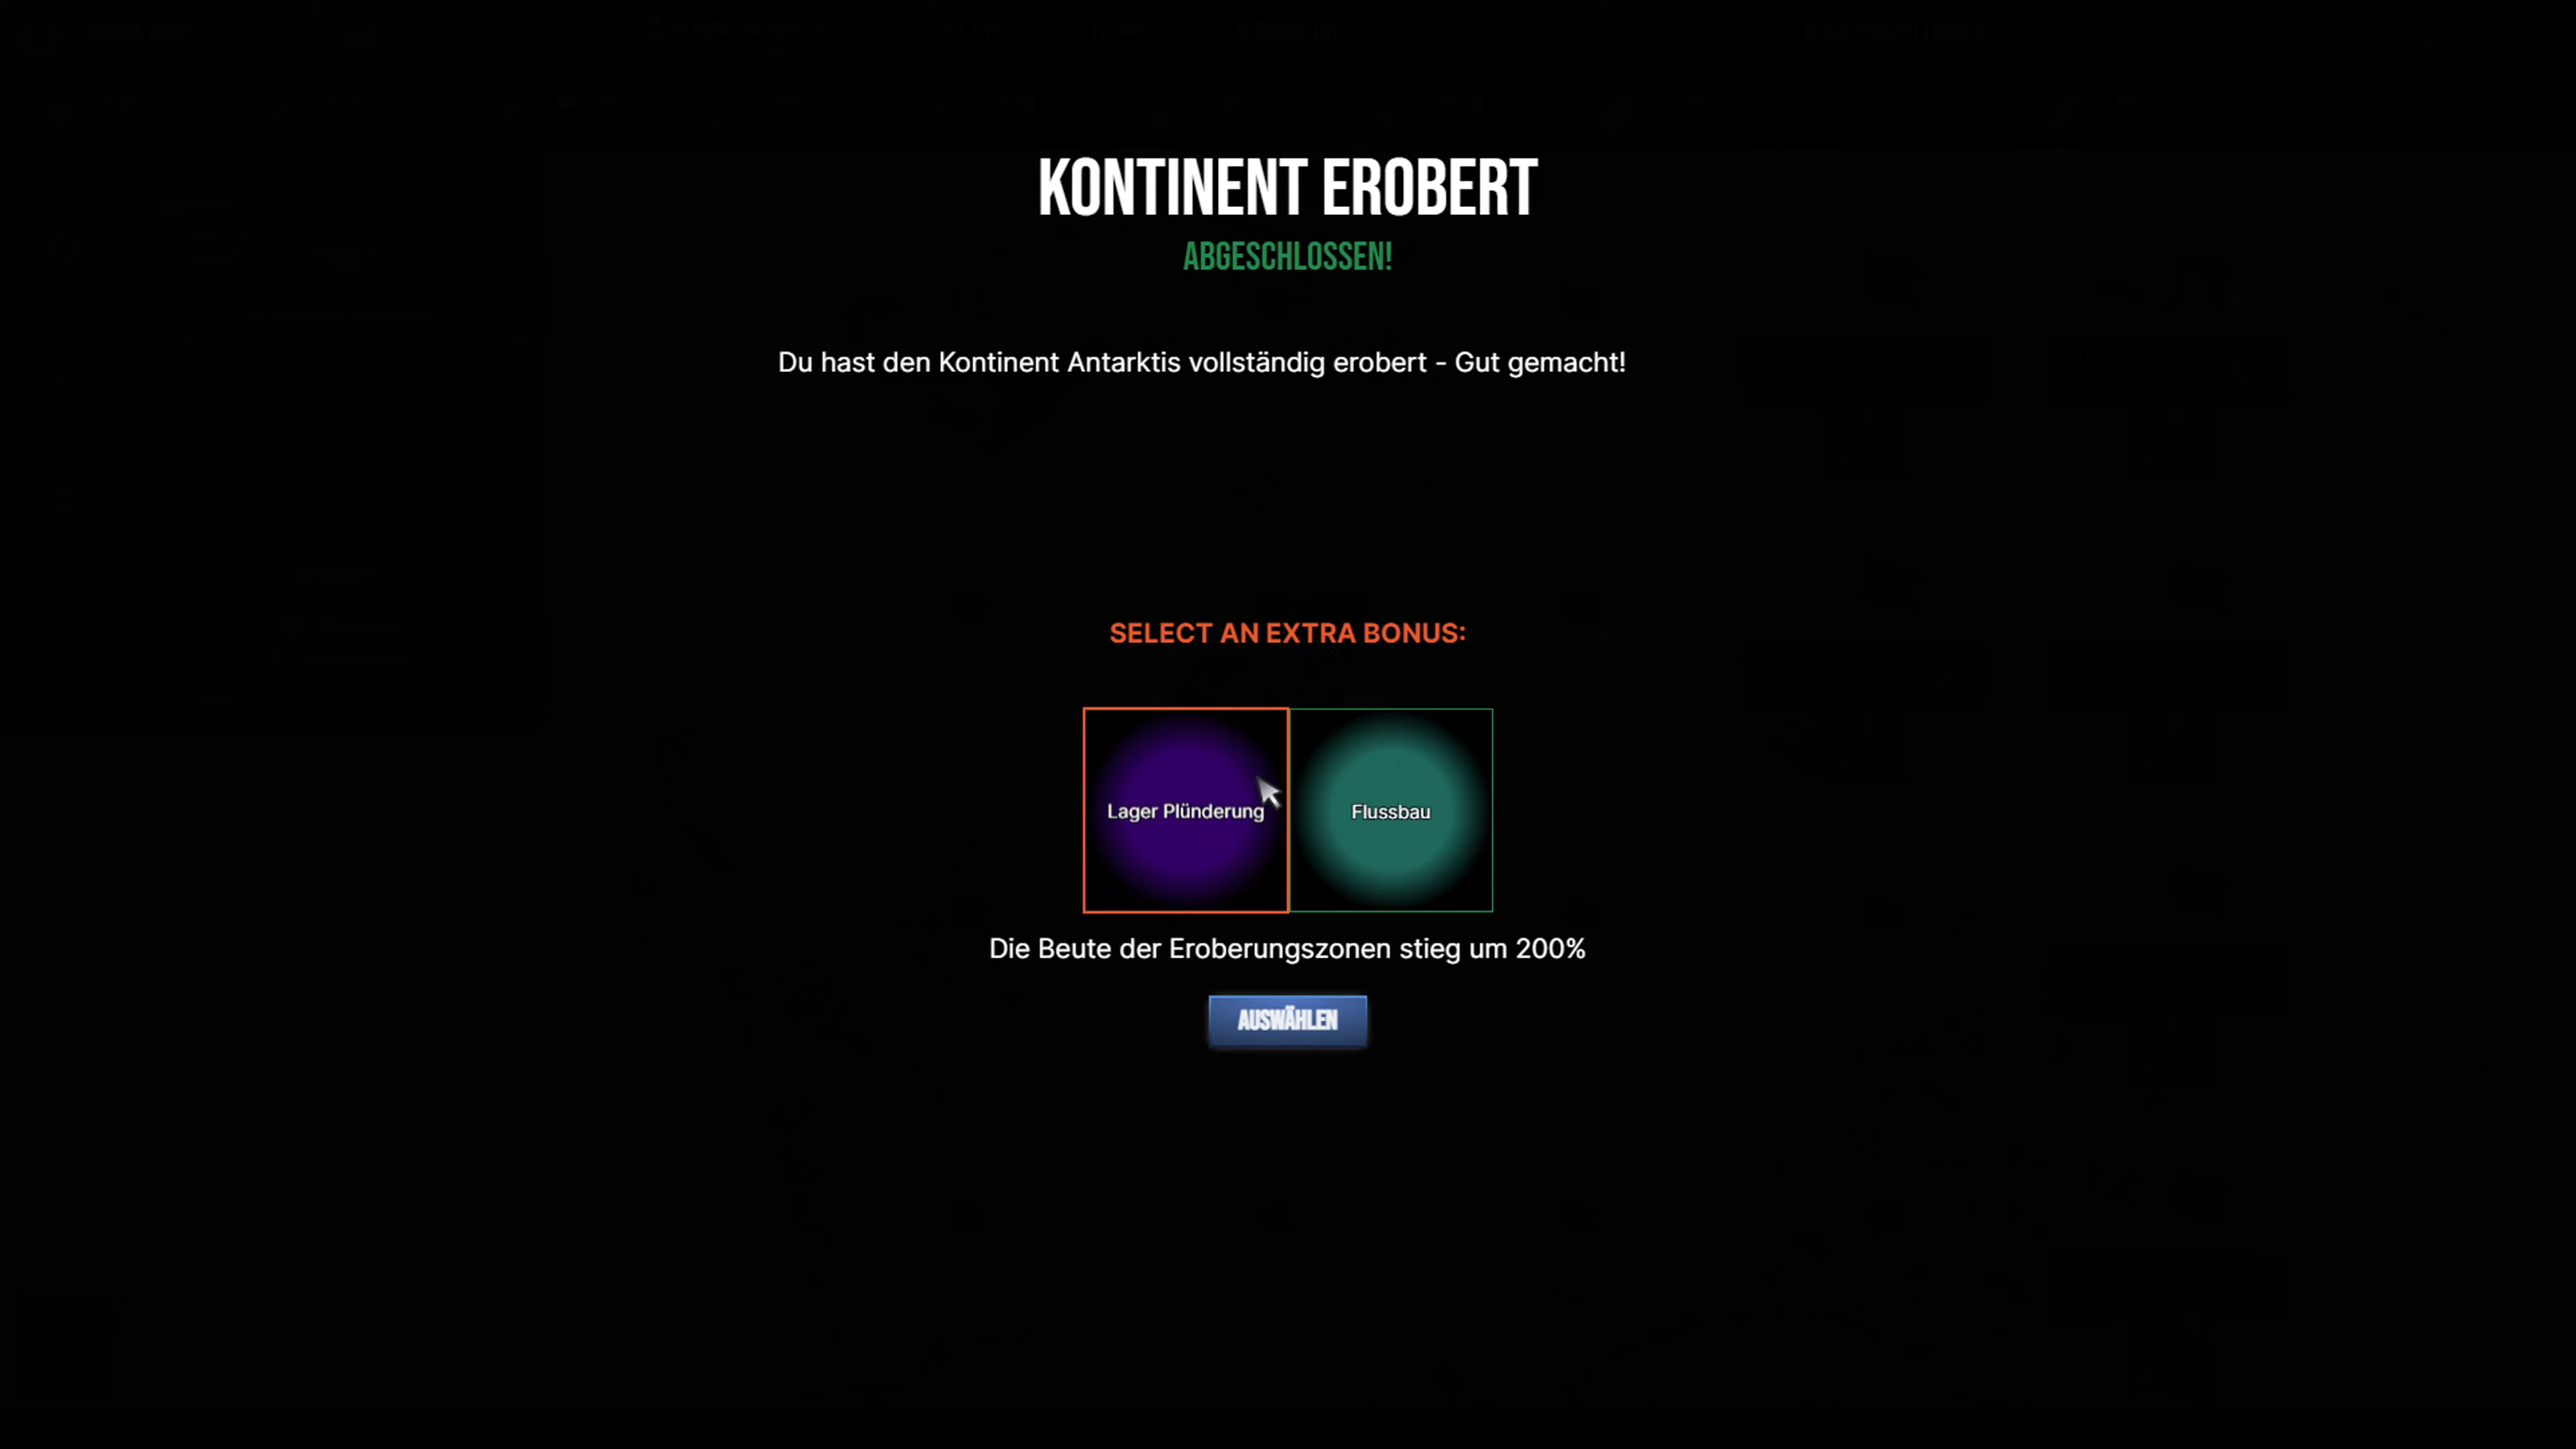 KONTINENT EROBERT
ABGESCHLOSSEN!
Du hast den Kontinent Antarktis vollständig erobert - Gut gemacht!
SELECT AN EXTRA BONUS:
Lager Plünderung
Flussbau
Die Beute der Eroberungszonen stieg um 200%
AUSWÄHLEN